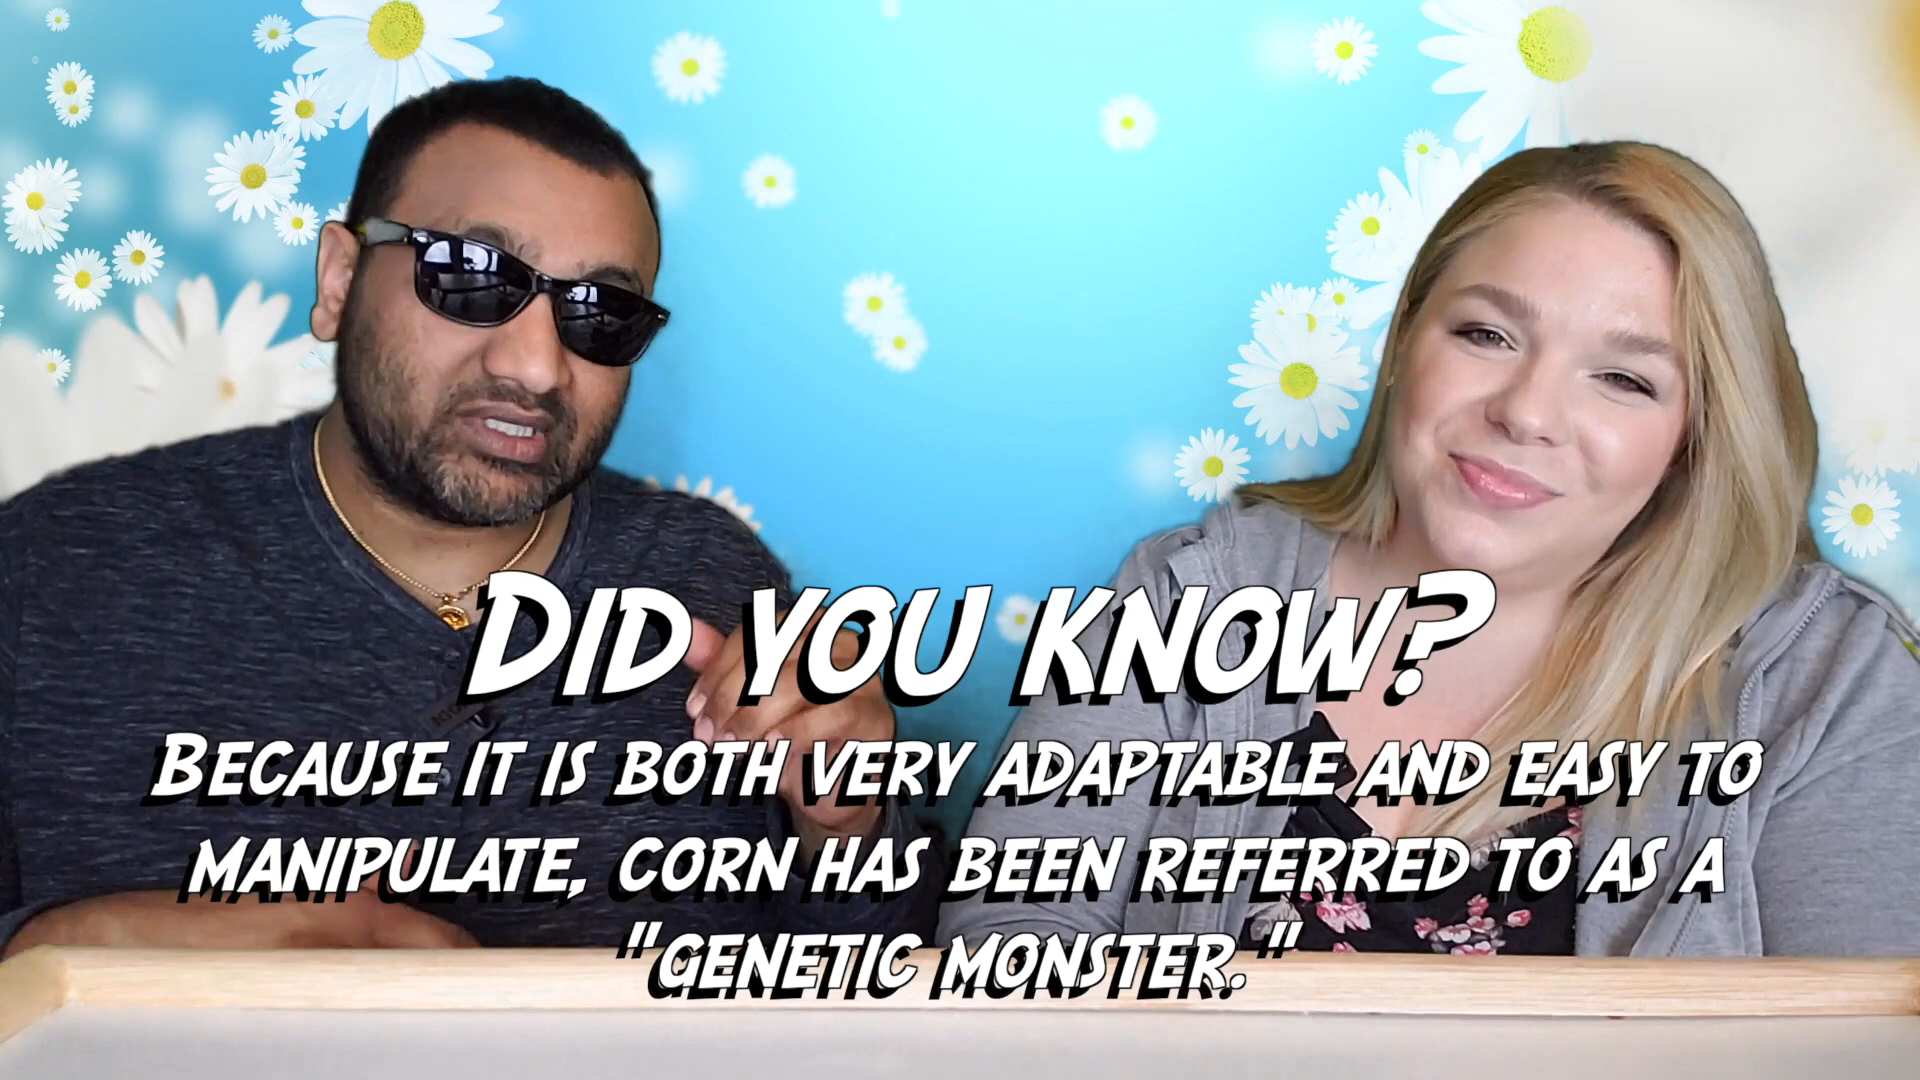 Did you know?
Because it is both very adaptable and easy to
manipulate, corn has been referred to as a
"genetic monster."